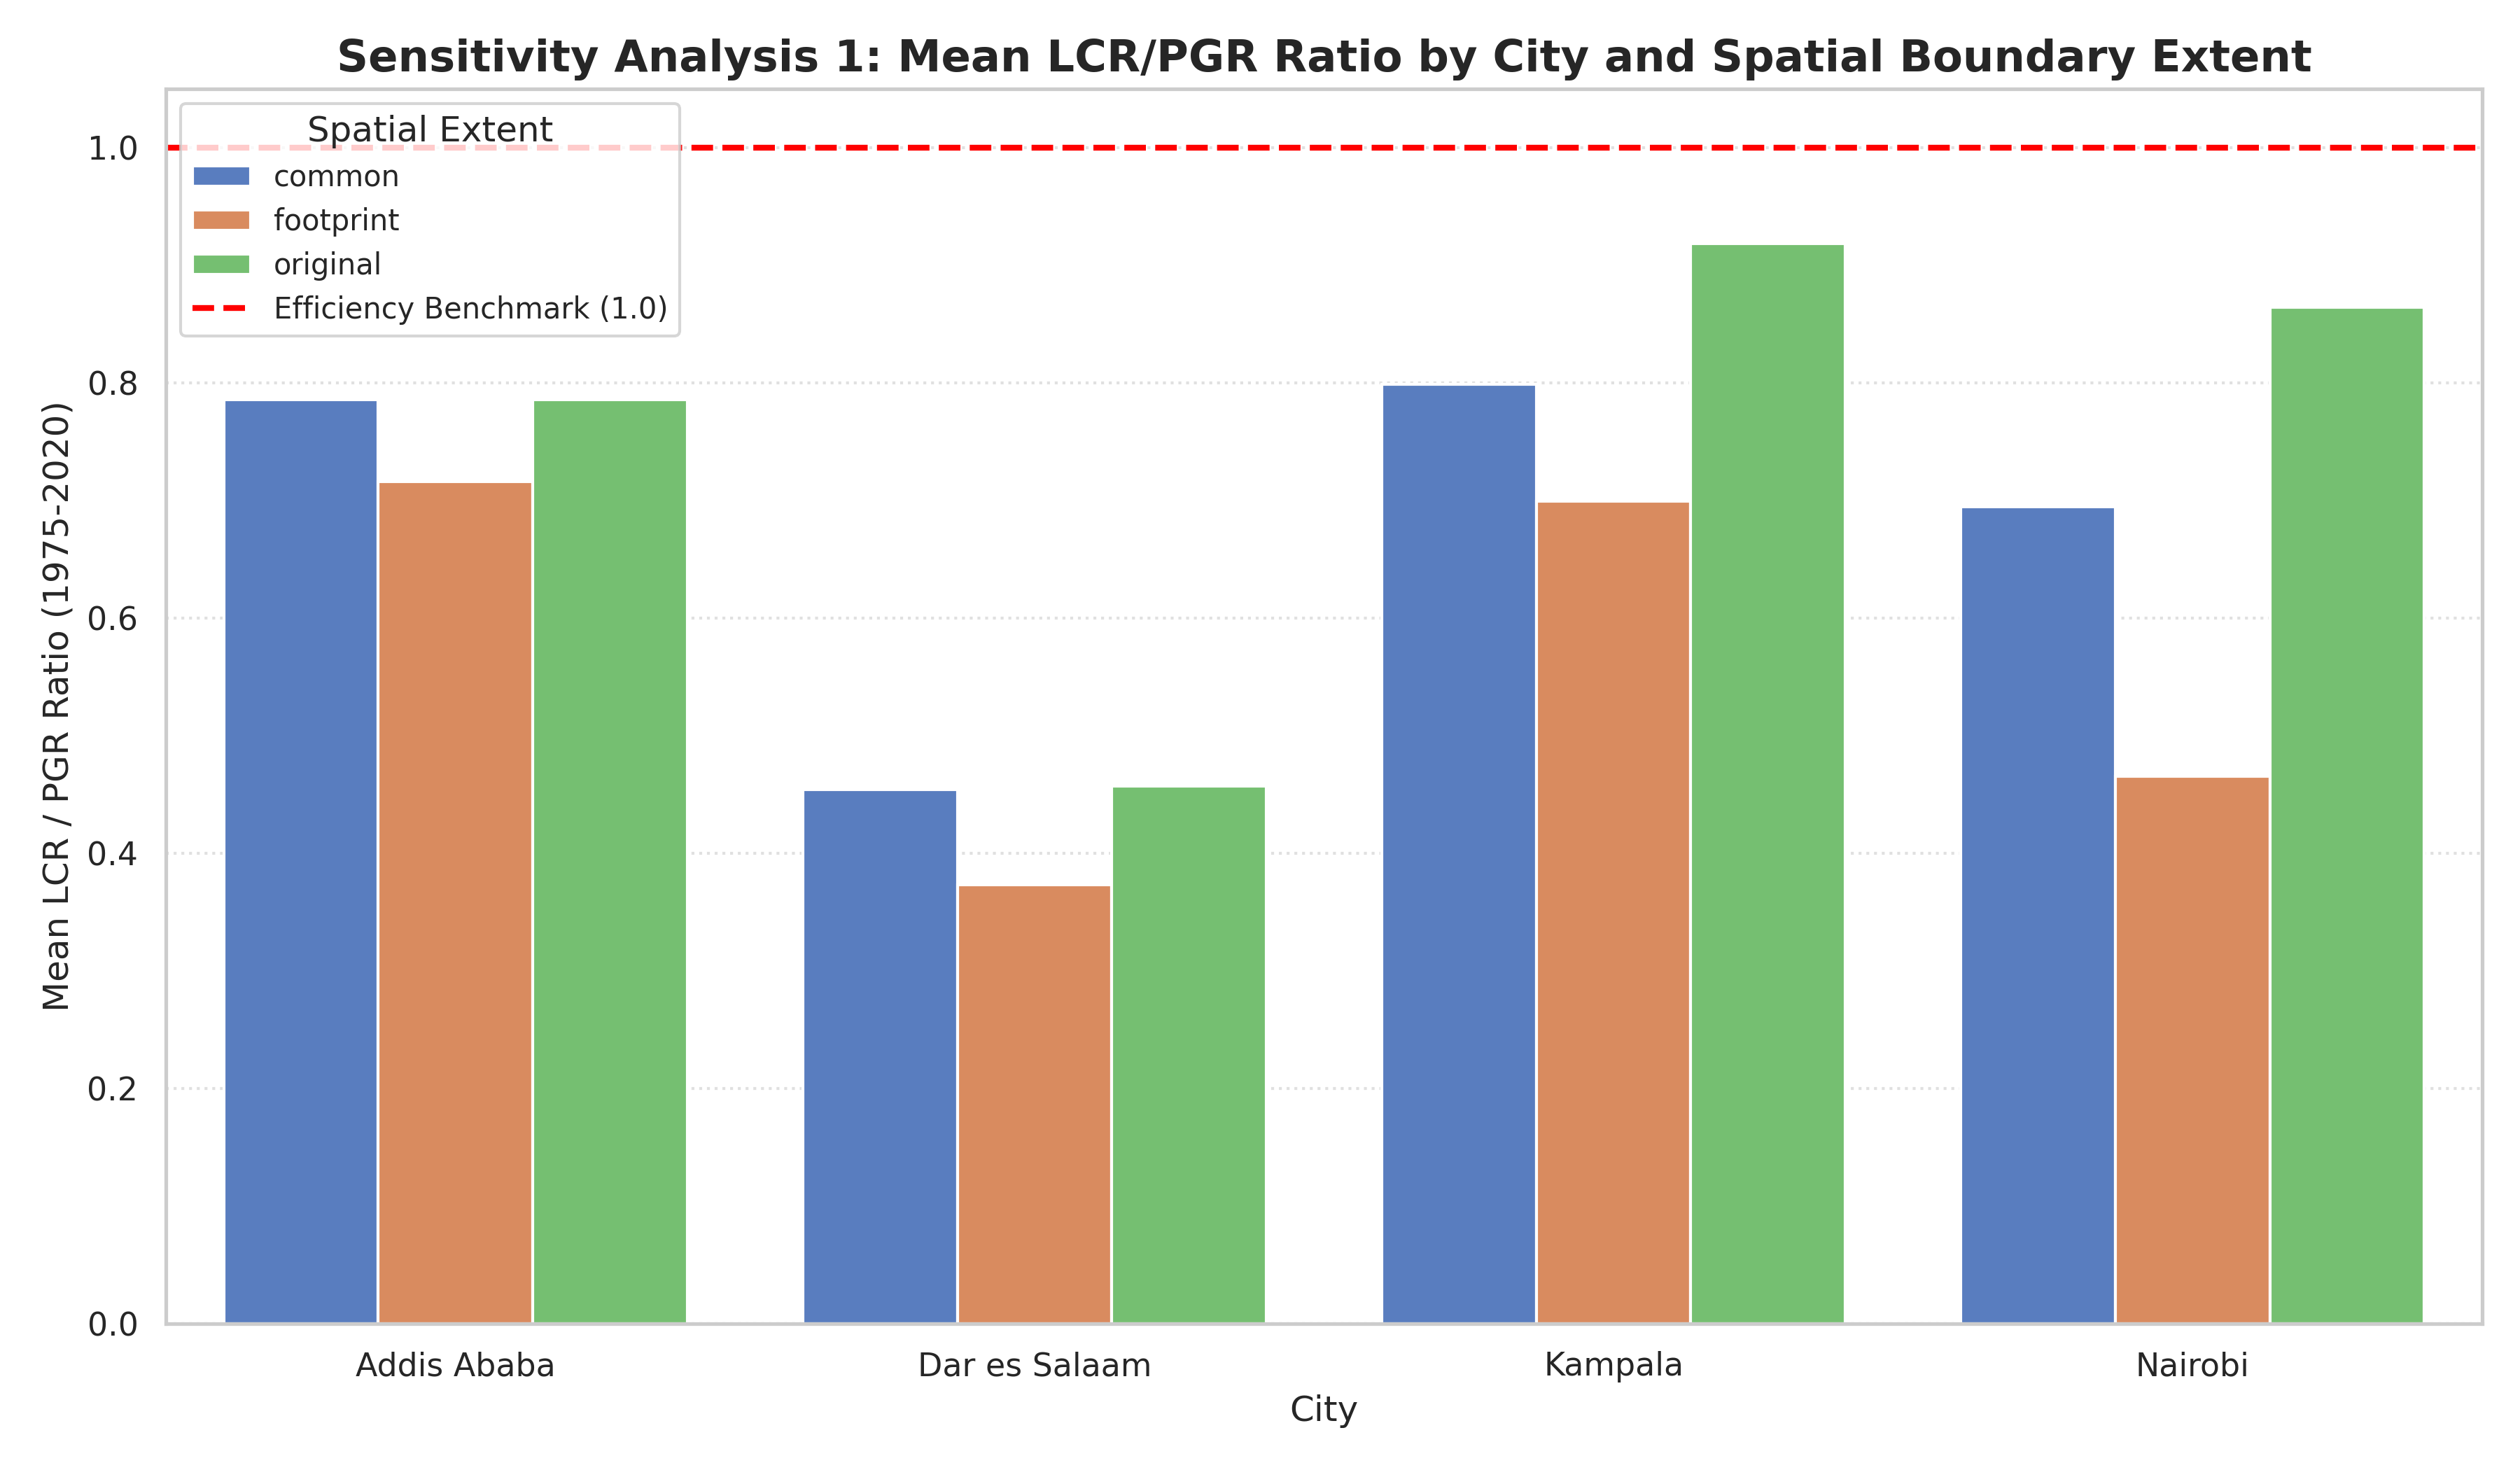 Sensitivity Analysis 1: Mean LCR/PGR Ratio by City and Spatial Boundary Extent
Spatial Extent
common
footprint
original
Efficiency Benchmark (1.0)
Mean LCR / PGR Ratio (1975-2020)
1.0
0.8
0.6
0.4
0.2
0.0
Addis Ababa
Dar es Salaam
Kampala
Nairobi
City